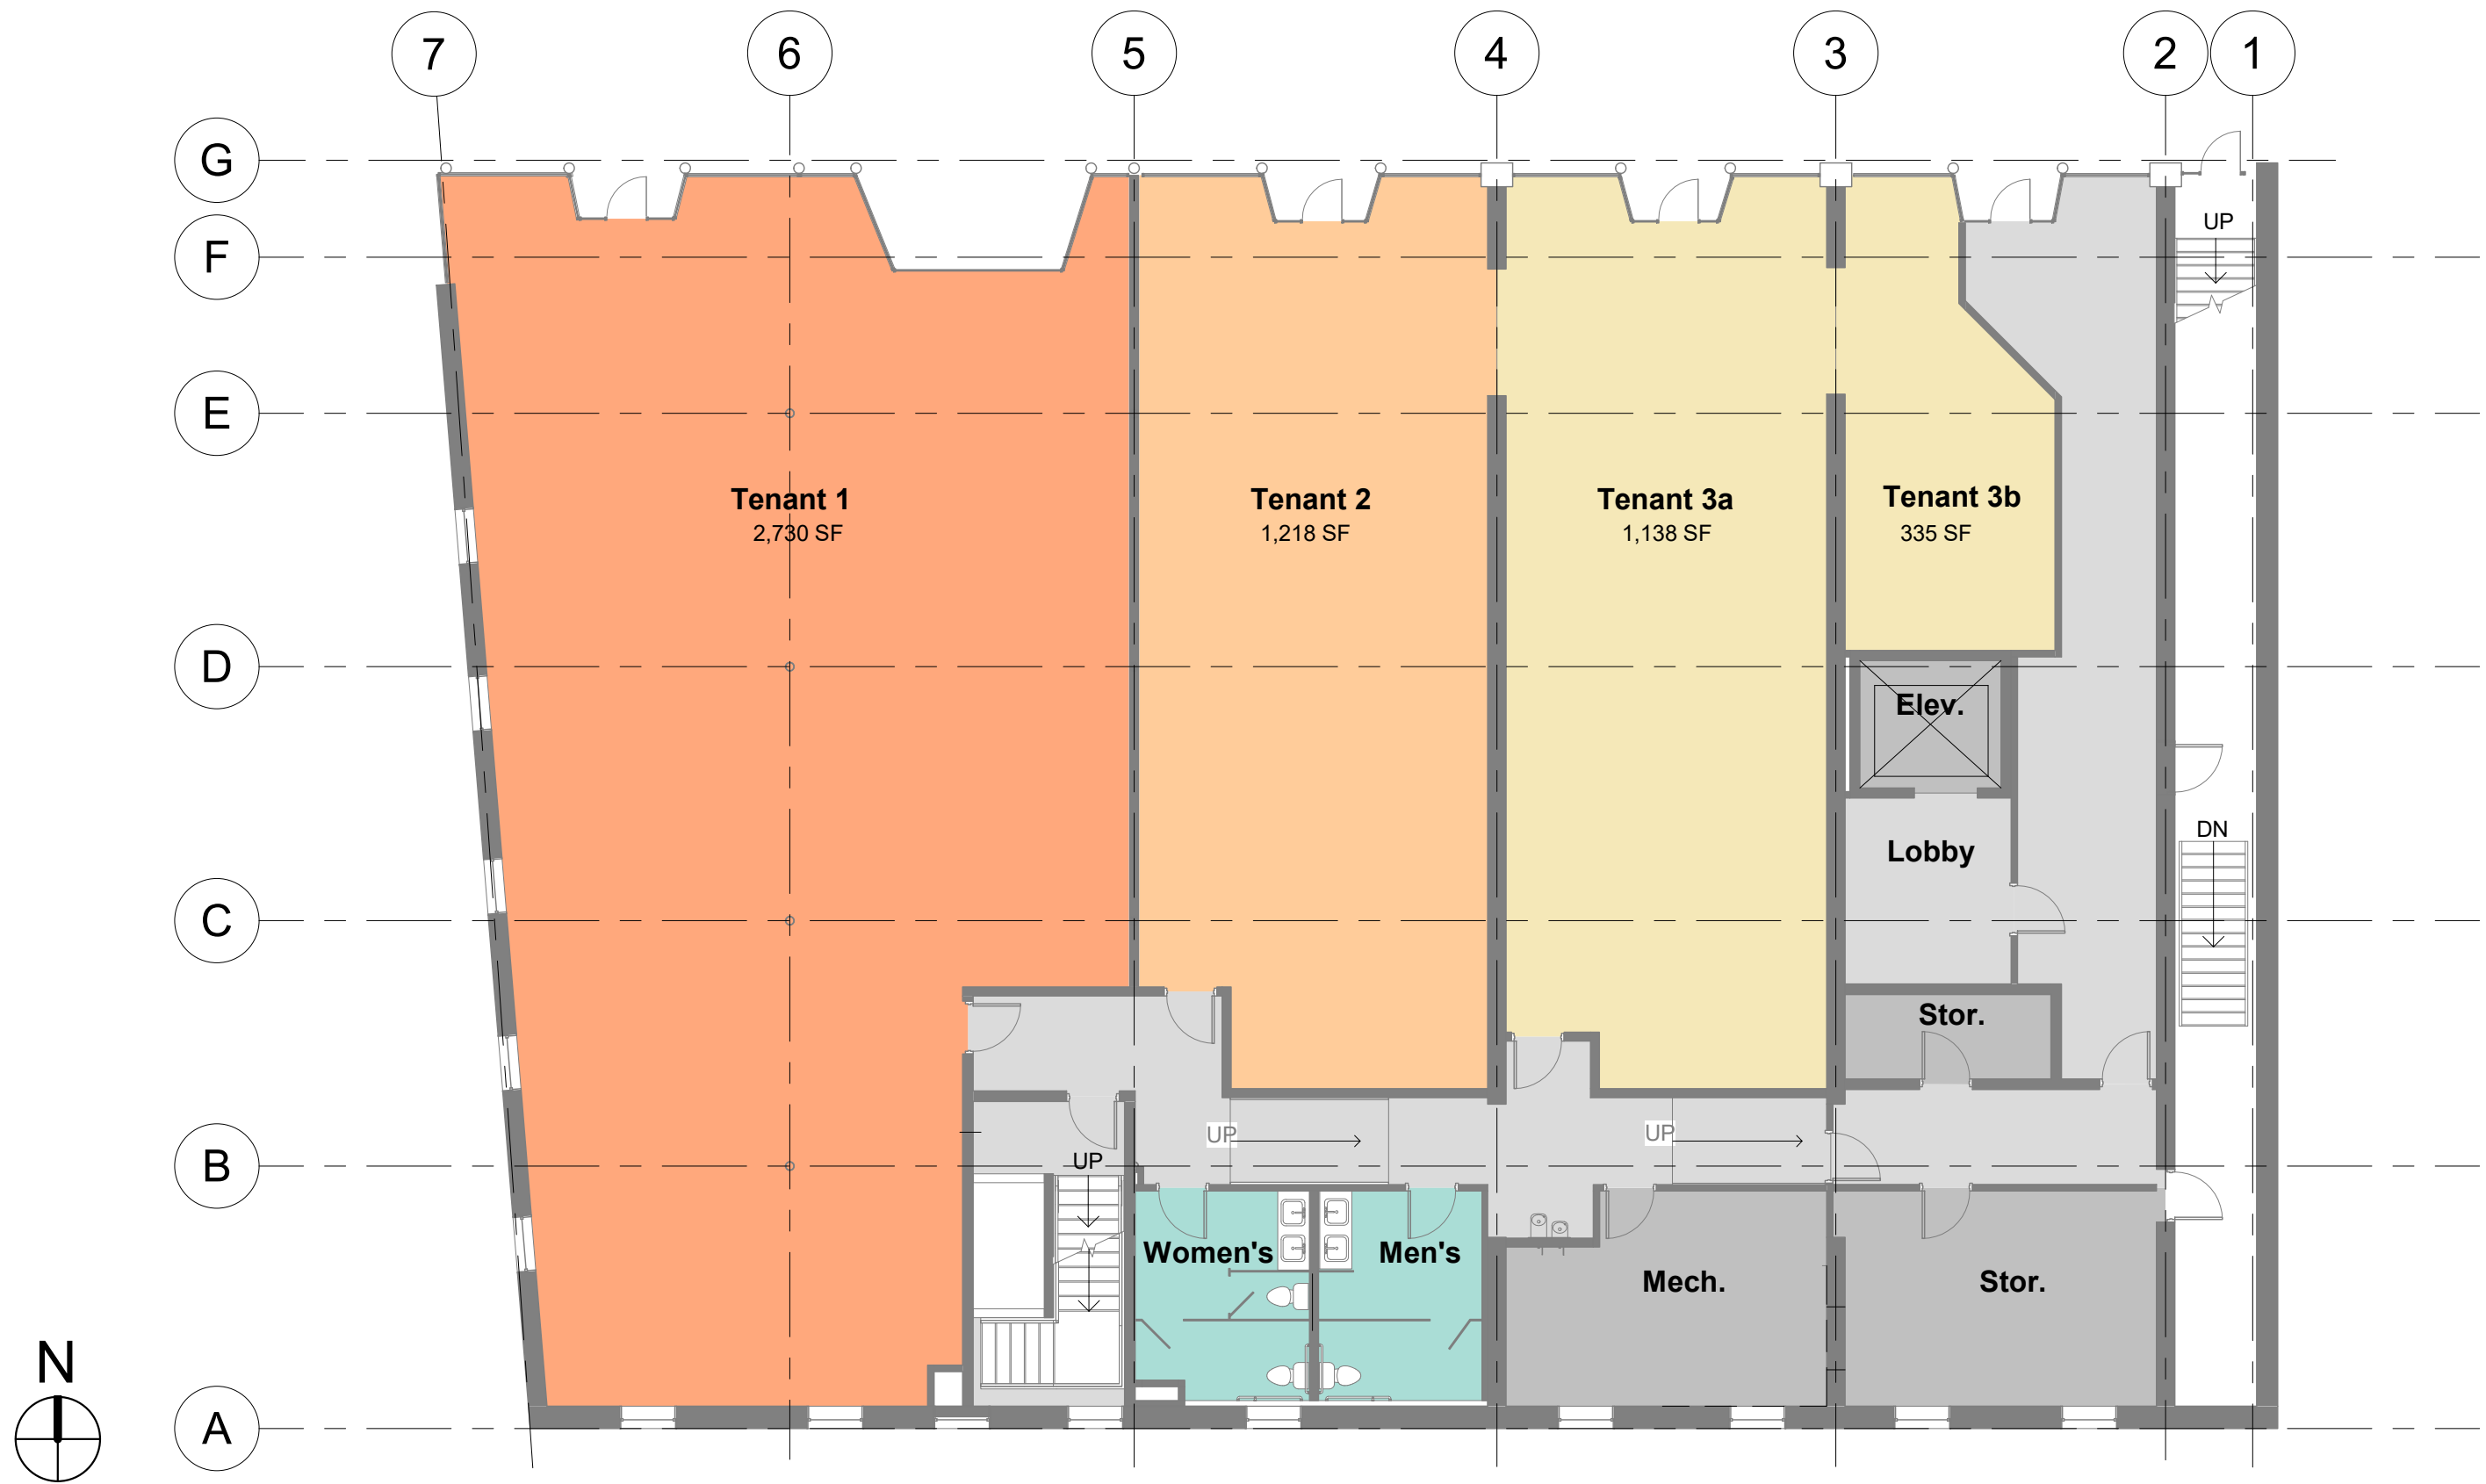 7
6
5
4
3
2
1
G
F
E
D
C
B
A
UP
Tenant 1
2,730 SF
Tenant 2
1,218 SF
Tenant 3a
1,138 SF
Tenant 3b
335 SF
Elev.
DN
Lobby
Stor.
UP
UP
UP
Women's
Men's
Mech.
Stor.
N